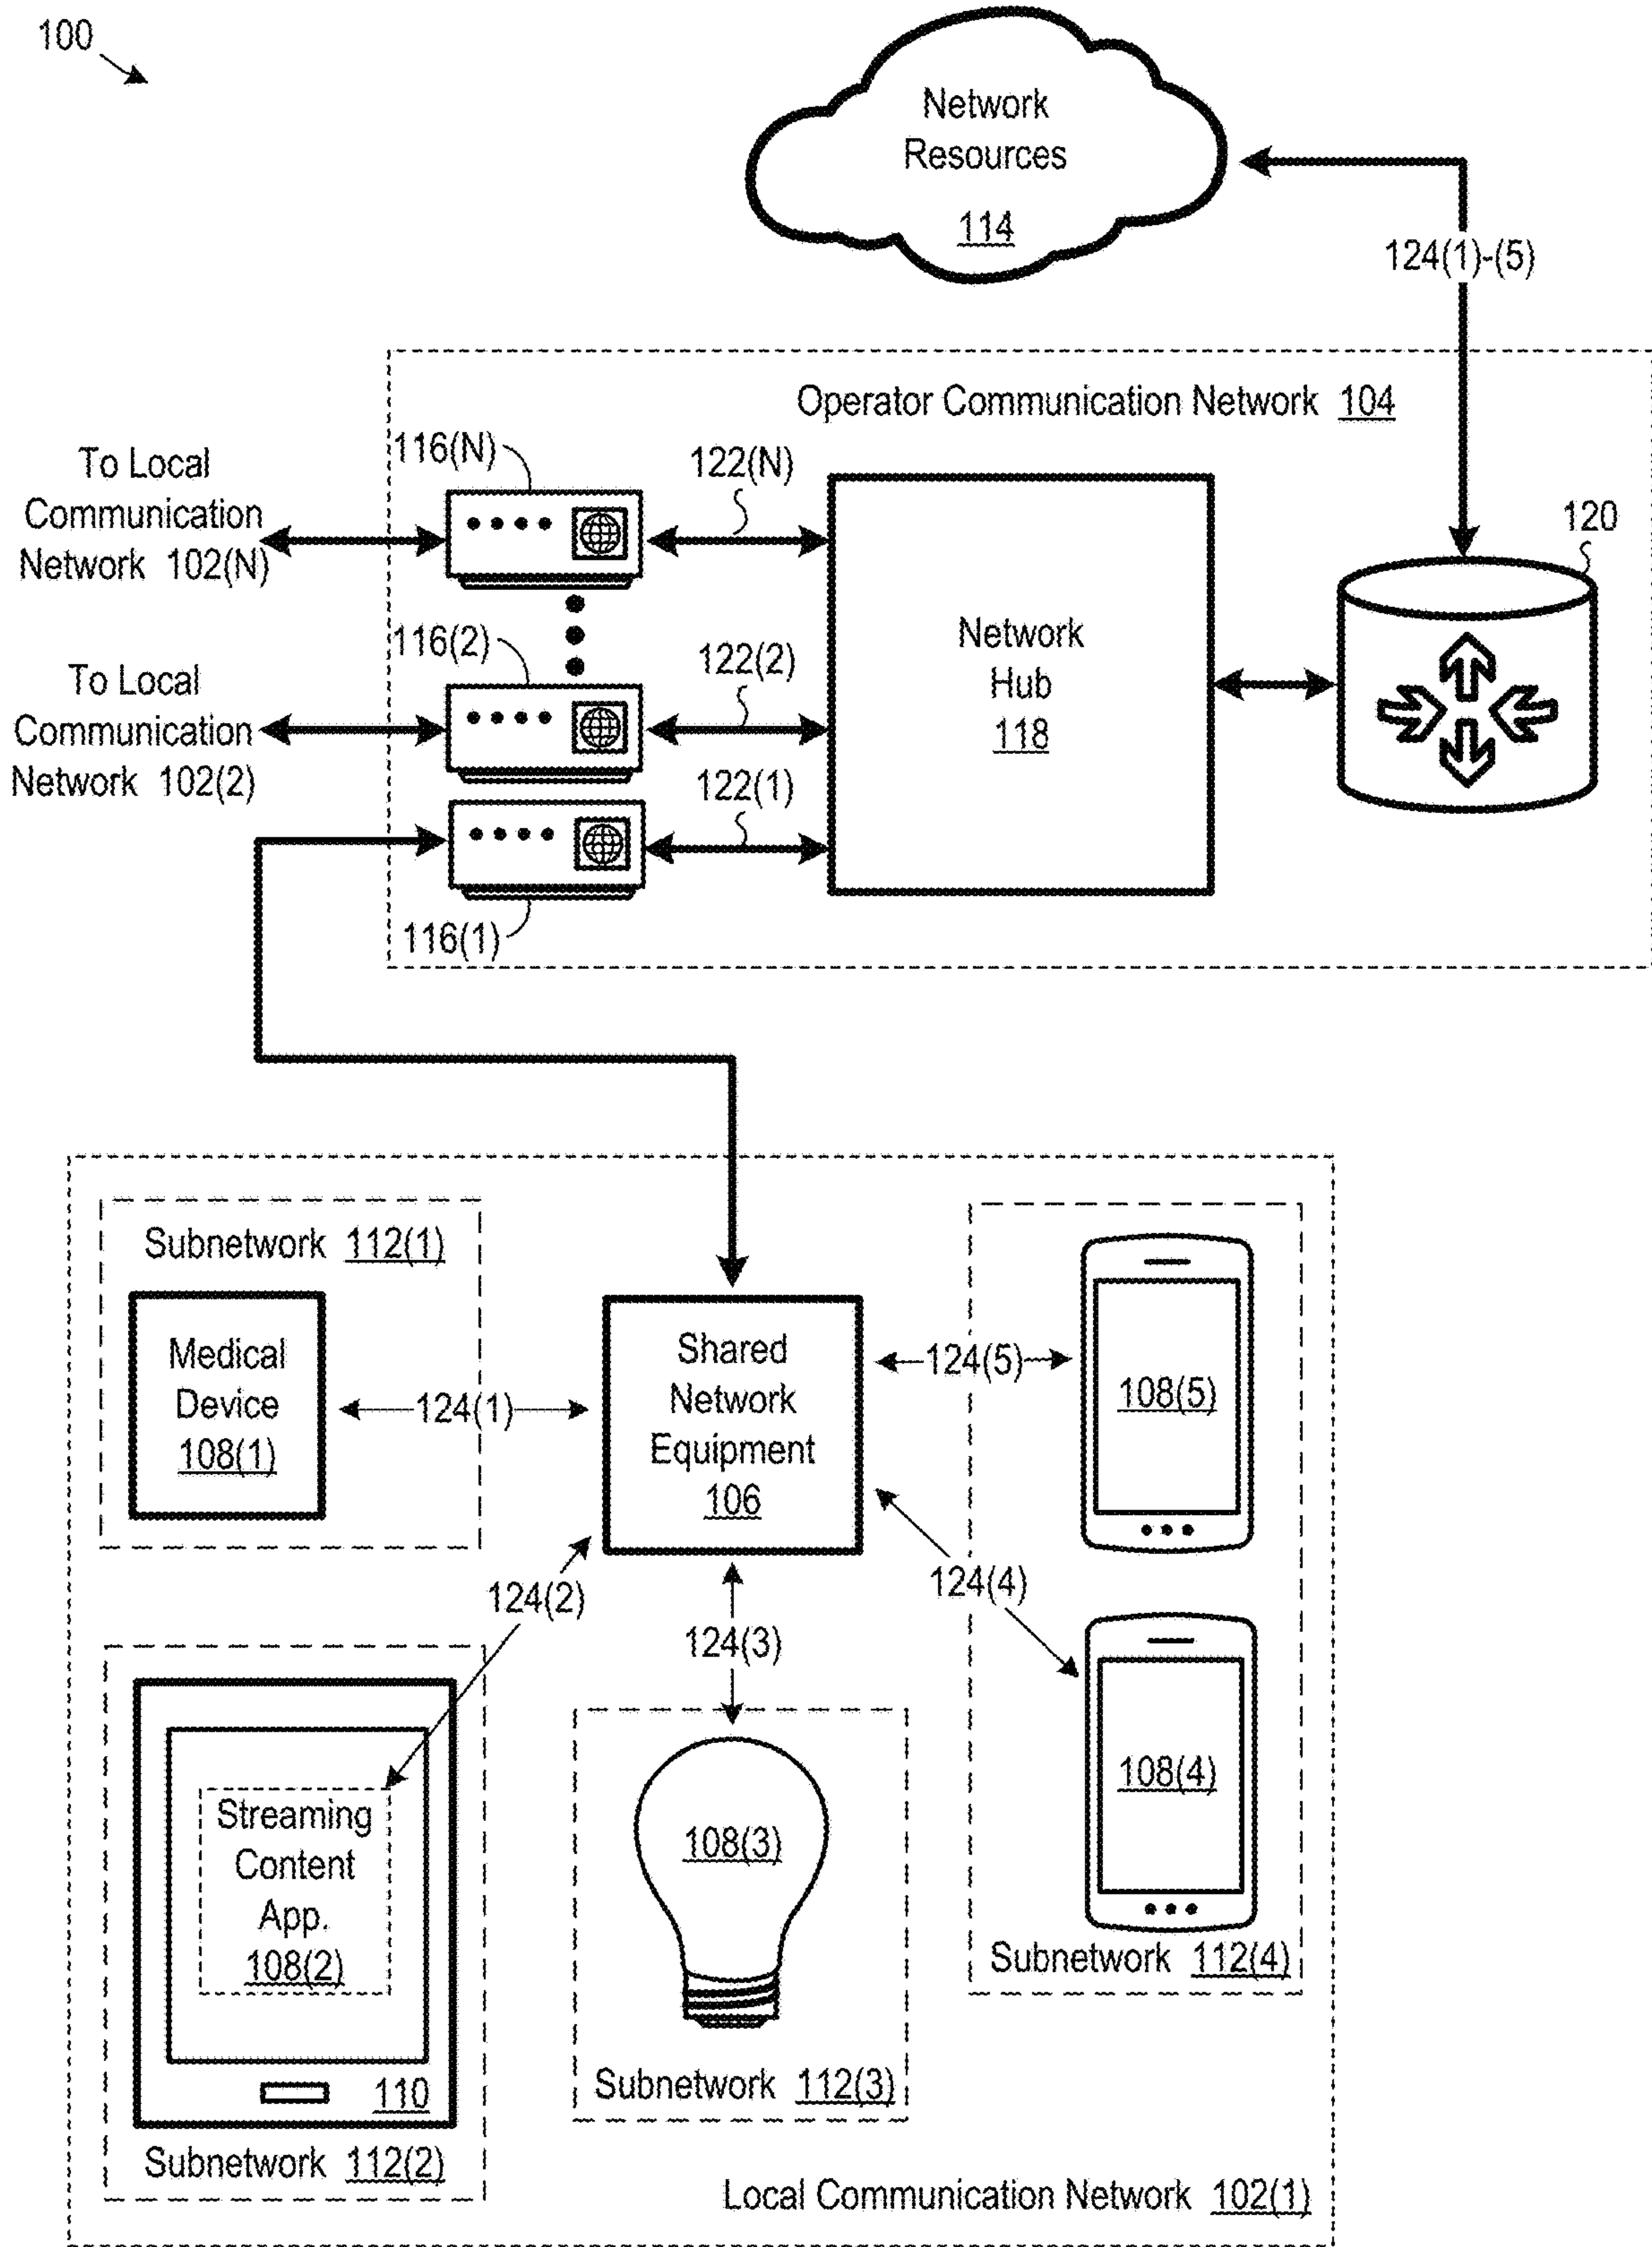 100
Network
Resources
114
124(1)-(5)
Operator Communication Network 104
To Local
Communication
Network 102(N)
116(N)
122(N)
120
To Local
Communication
Network 102(2)
116(2)
122(2)
Network
Hub
118
122(1)
116(1)
Subnetwork 112(1)
Medical
Device
108(1)
124(1)
Shared
Network
Equipment
106
124(5)
108(5)
124(2)
124(3)
124(4)
108(4)
Streaming
Content
App.
108(2)
108(3)
Subnetwork 112(4)
110
Subnetwork 112(3)
Subnetwork 112(2)
Local Communication Network 102(1)